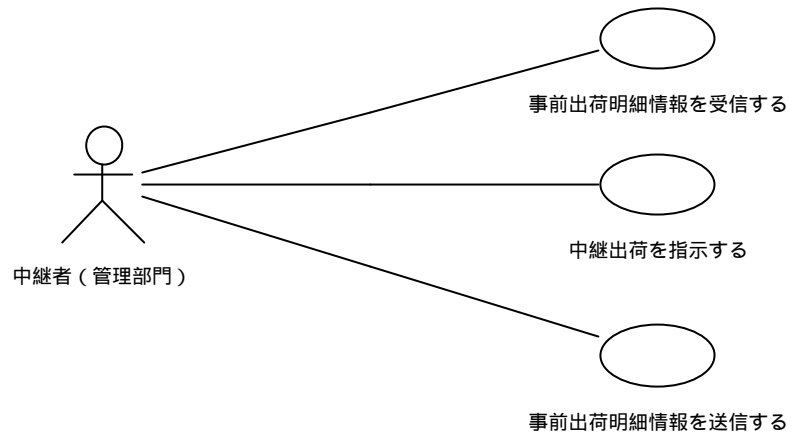 事前出荷明細情報を受信する
中継出荷を指示する
中継者(管理部門)
事前出荷明細情報を送信する